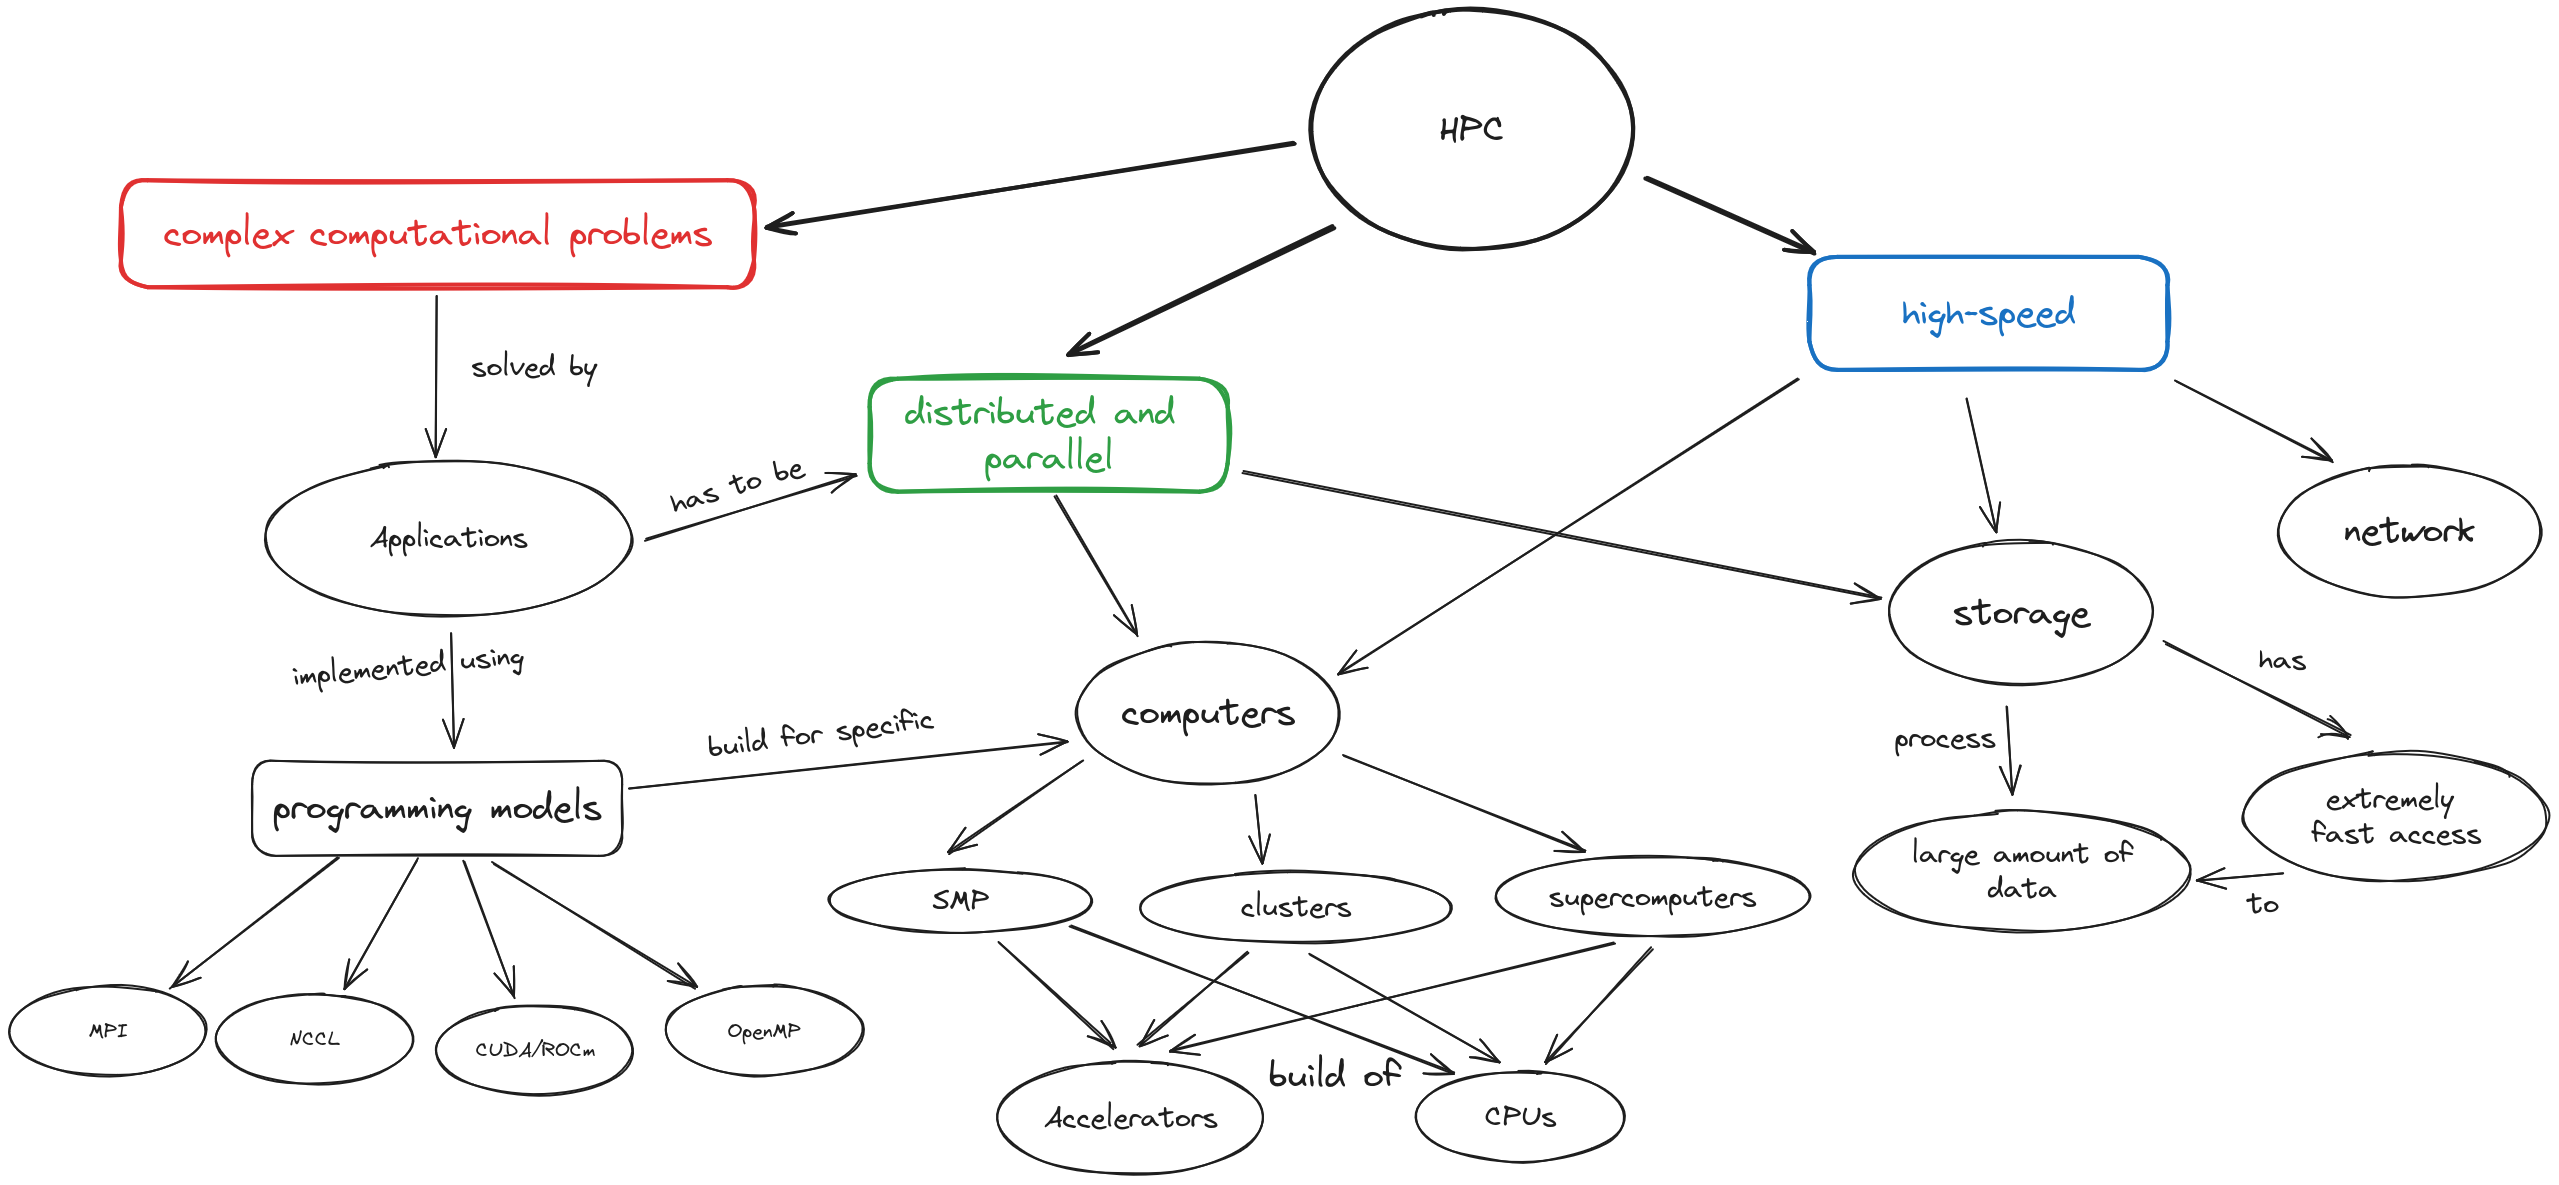 HPC
complex computational problems
high-speed
solved by
distributed and
parallel
has to be
Applications
network
storage
implemented using
has
computers
build for specific
process
programming models
extremely
fast access
large amount of
data
to
SMP
clusters
supercomputers
MPI
NCCL
CUDA/ROCm
OpenMP
build of
Accelerators
CPUs